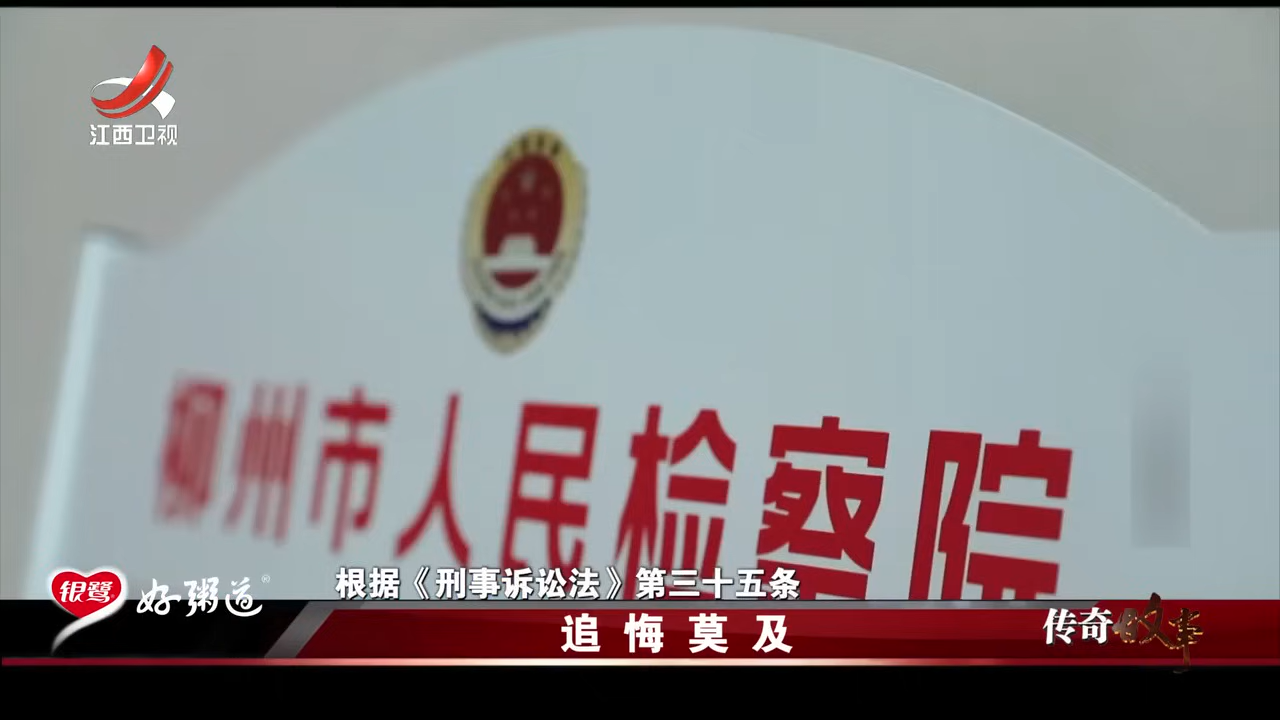 江西卫视
柳州市人民检察院
根据《刑事诉讼法》第三十五条
银鹭
好粥道®
追悔莫及
传奇故事